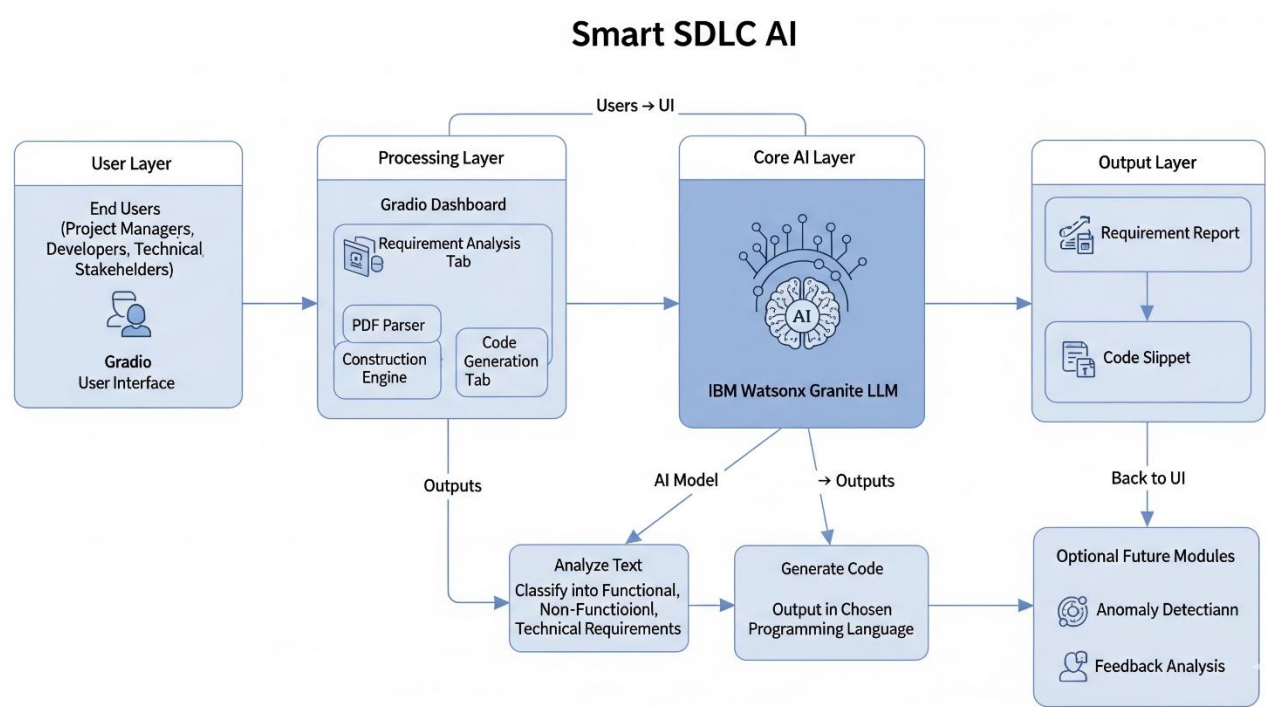 Smart SDLC AI
Users → UI
User Layer
End Users
(Project Managers,
Developers, Technical,
Stakehelders)
Gradio
User Interface
Processing Layer
Gradio Dashboard
Requirement Analysis
Tab
PDF Parser
Construction
Engine
Code
Generation
Tab
Core AI Layer
AI
IBM Watsonx Granite LLM
Output Layer
Requirement Report
Code Slippet
Outputs
AI Model
→ Outputs
Back to UI
Analyze Text
Classify into Functional,
Non-Functioionl,
Technical Requirements
Generate Code
Output in Chosen
Programming Language
Optional Future Modules
Anomaly Detectiann
Feedback Analysis